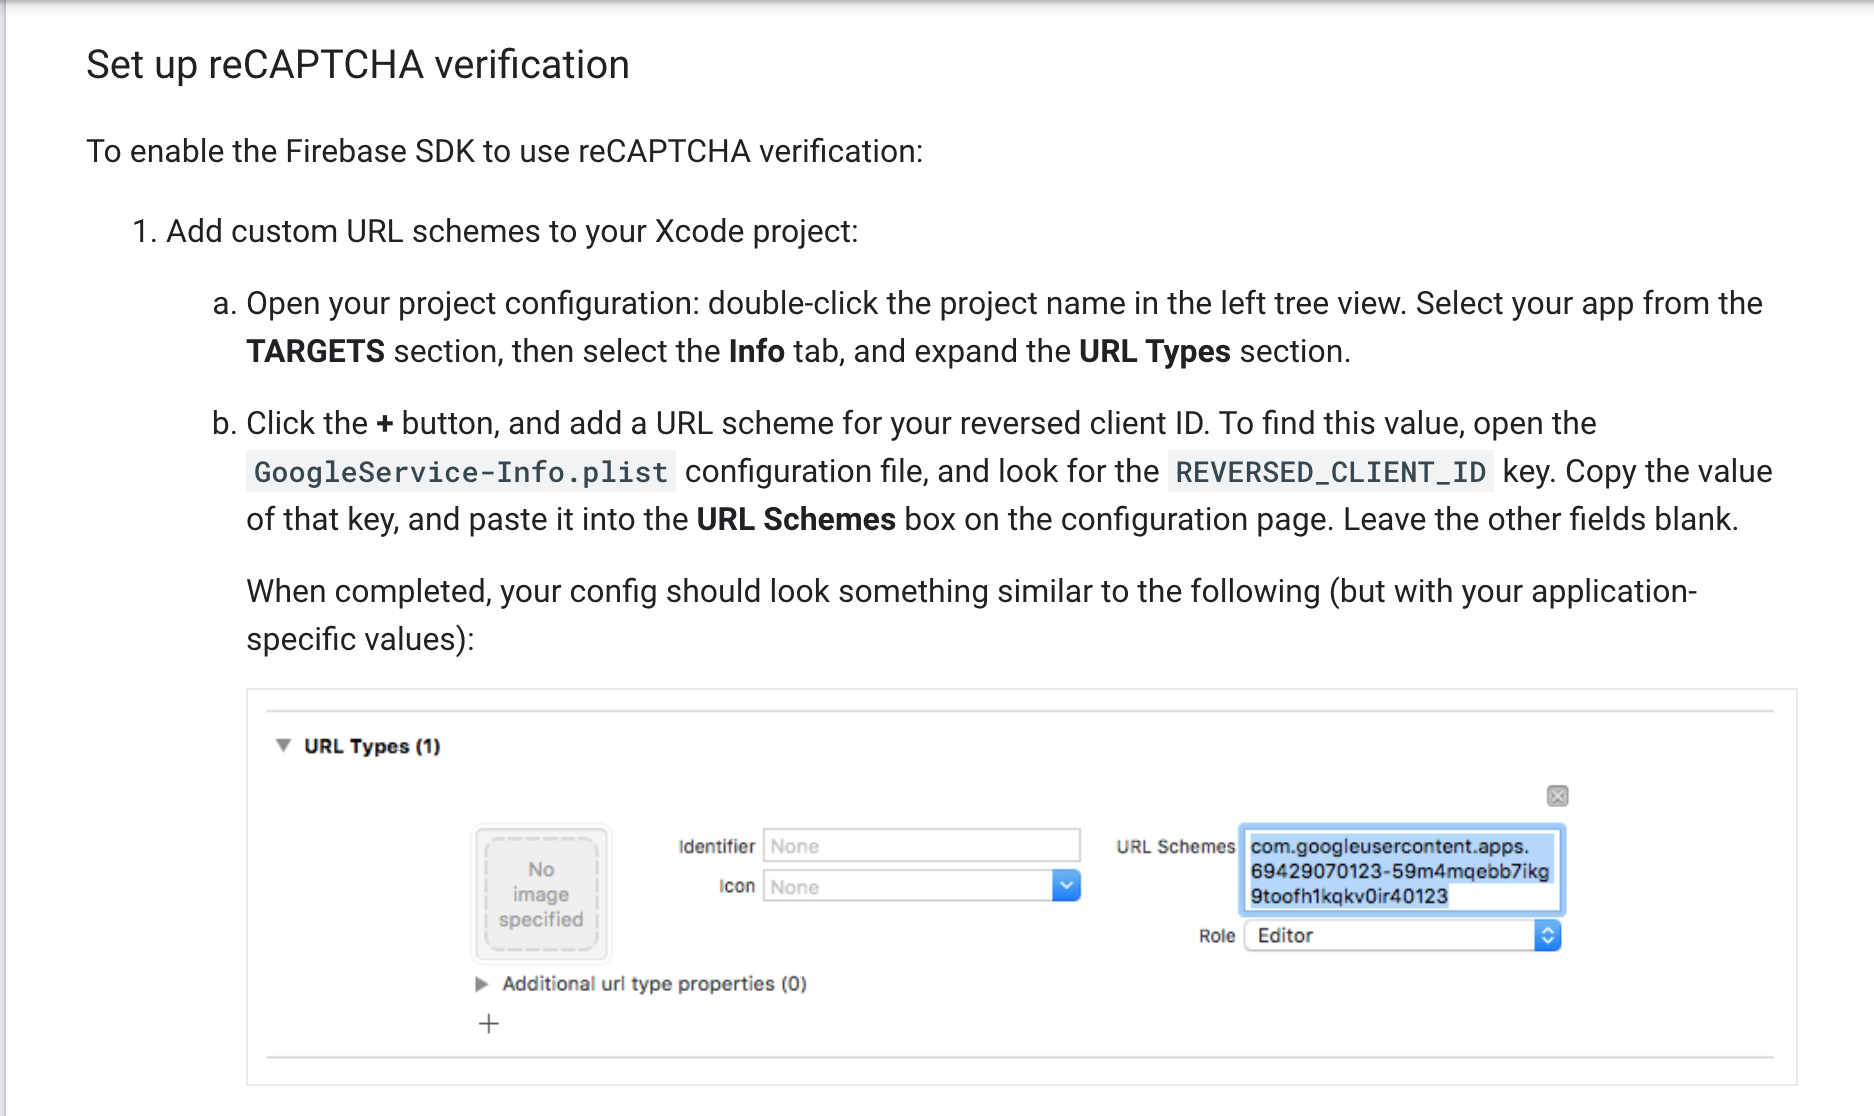 Set up reCAPTCHA verification
To enable the Firebase SDK to use reCAPTCHA verification:
1. Add custom URL schemes to your Xcode project:
a. Open your project configuration: double-click the project name in the left tree view. Select your app from the
TARGETS section, then select the Info tab, and expand the URL Types section.
b. Click the + button, and add a URL scheme for your reversed client ID. To find this value, open the
GoogleService-Info.plist configuration file, and look for the REVERSED_CLIENT_ID key. Copy the value
of that key, and paste it into the URL Schemes box on the configuration page. Leave the other fields blank.
When completed, your config should look something similar to the following (but with your application-
specific values):
URL Types (1)
No
image
specified
Identifier None
Icon None
URL Schemes com.googleusercontent.apps.
69429070123-59m4mqebb7ikg
9toofh1kqkv0ir40123
Role Editor
Additional url type properties (0)